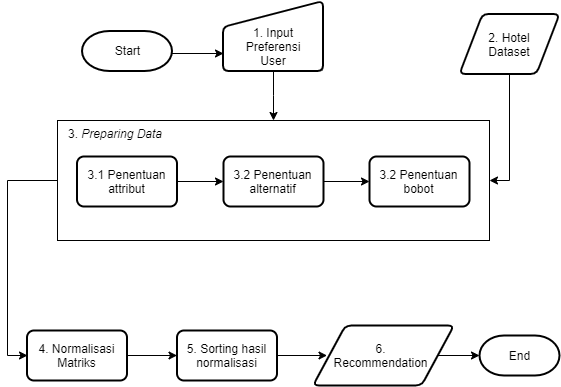 Start
1. Input
Preferensi
User
2. Hotel
Dataset
3. Preparing Data
3.1 Penentuan
attribut
3.2 Penentuan
alternatif
3.2 Penentuan
bobot
4. Normalisasi
Matriks
5. Sorting hasil
normalisasi
6.
Recommendation
End